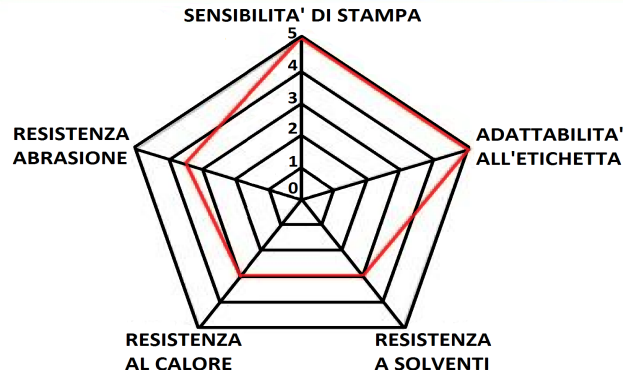 SENSIBILITA' DI STAMPA
5
4
3
2
1
0
RESISTENZA
ABRASIONE
ADATTABILITA'
ALL'ETICHETTA
RESISTENZA
AL CALORE
RESISTENZA
A SOLVENTI